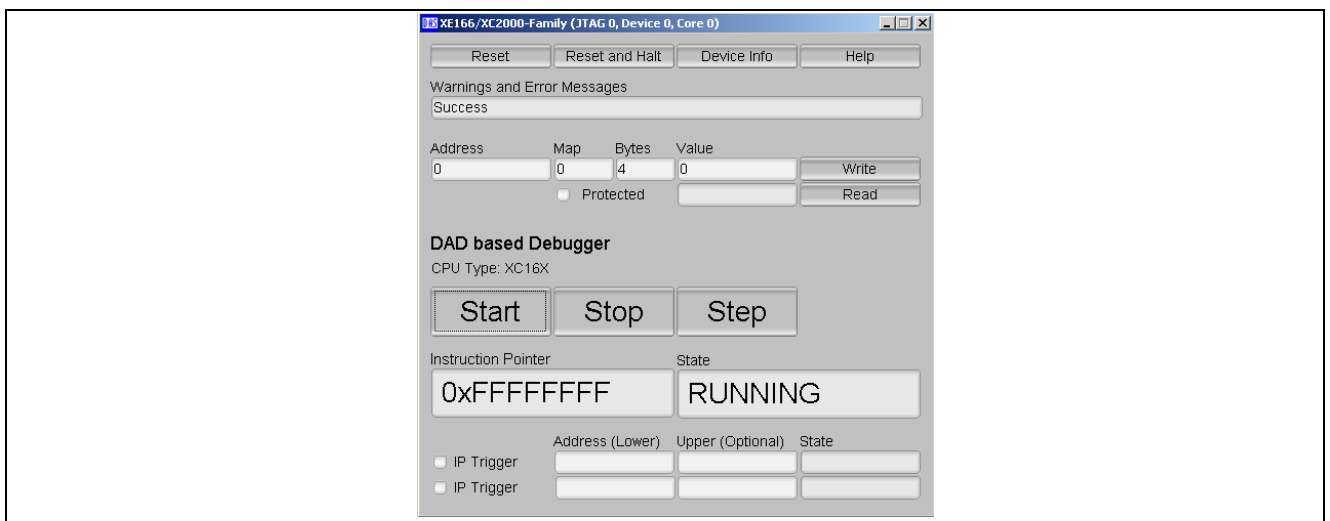 XE166/XC2000-Family (JTAG 0, Device 0, Core 0)
Reset Reset and Halt Device Info Help
Warnings and Error Messages
Success
Address Map Bytes Value
0 0 4 0 Write
Protected Read
DAD based Debugger
CPU Type: XC16X
Start Stop Step
Instruction Pointer State
0xFFFFFFFF RUNNING
Address (Lower) Upper (Optional) State
IP Trigger
IP Trigger